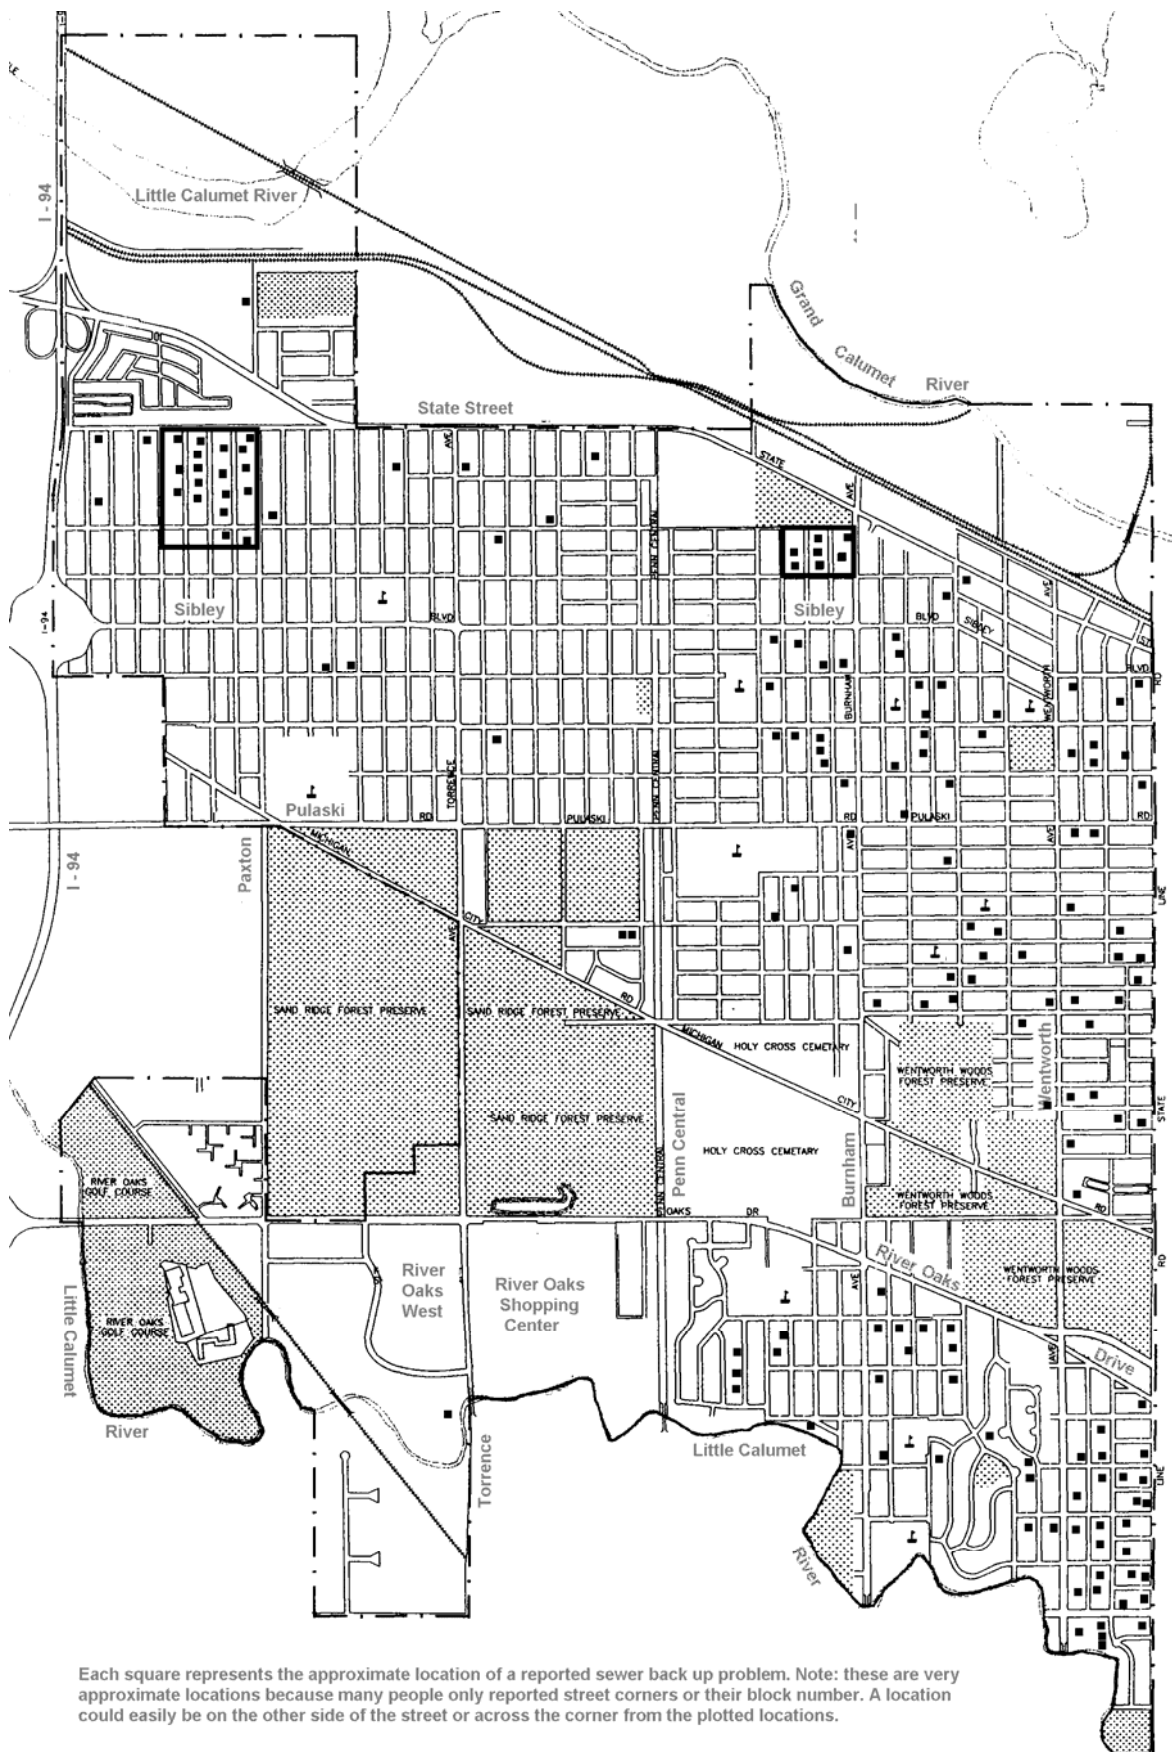 I - 94
Little Calumet River
Grand
Calumet
River
State Street
AVE
STATE
AVE
PENN CENTRAL
Sibley
Sibley
I-94
BLVD
BLVD
SIBLEY
AVE
BLVD
RD
BURNHAM
WENTWORTH
TORRENCE
PENN CENTRAL
Pulaski
RD
PULASKI
RD
PULASKI
RD
MICHIGAN
AVE
AVE
Paxton
I - 94
LINE
CITY
AVE
RD
SAND RIDGE FOREST PRESERVE
SAND RIDGE FOREST PRESERVE
MICHIGAN
HOLY CROSS CEMETARY
Wentworth
WENTWORTH WOODS
FOREST PRESERVE
CITY
STATE
SAND RIDGE FOREST PRESERVE
Penn Central
PENN CENTRAL
HOLY CROSS CEMETARY
Burnham
RIVER OAKS
GOLF COURSE
WENTWORTH WOODS
FOREST PRESERVE
RD
OAKS
DR
River Oaks
RD
River
Oaks
West
River Oaks
Shopping
Center
AVE
WENTWORTH WOODS
FOREST PRESERVE
Little Calumet
RIVER OAKS
GOLF COURSE
AVE
Drive
River
Torrence
Little Calumet
LINE
River
Each square represents the approximate location of a reported sewer back up problem. Note: these are very
approximate locations because many people only reported street corners or their block number. A location
could easily be on the other side of the street or across the corner from the plotted locations.